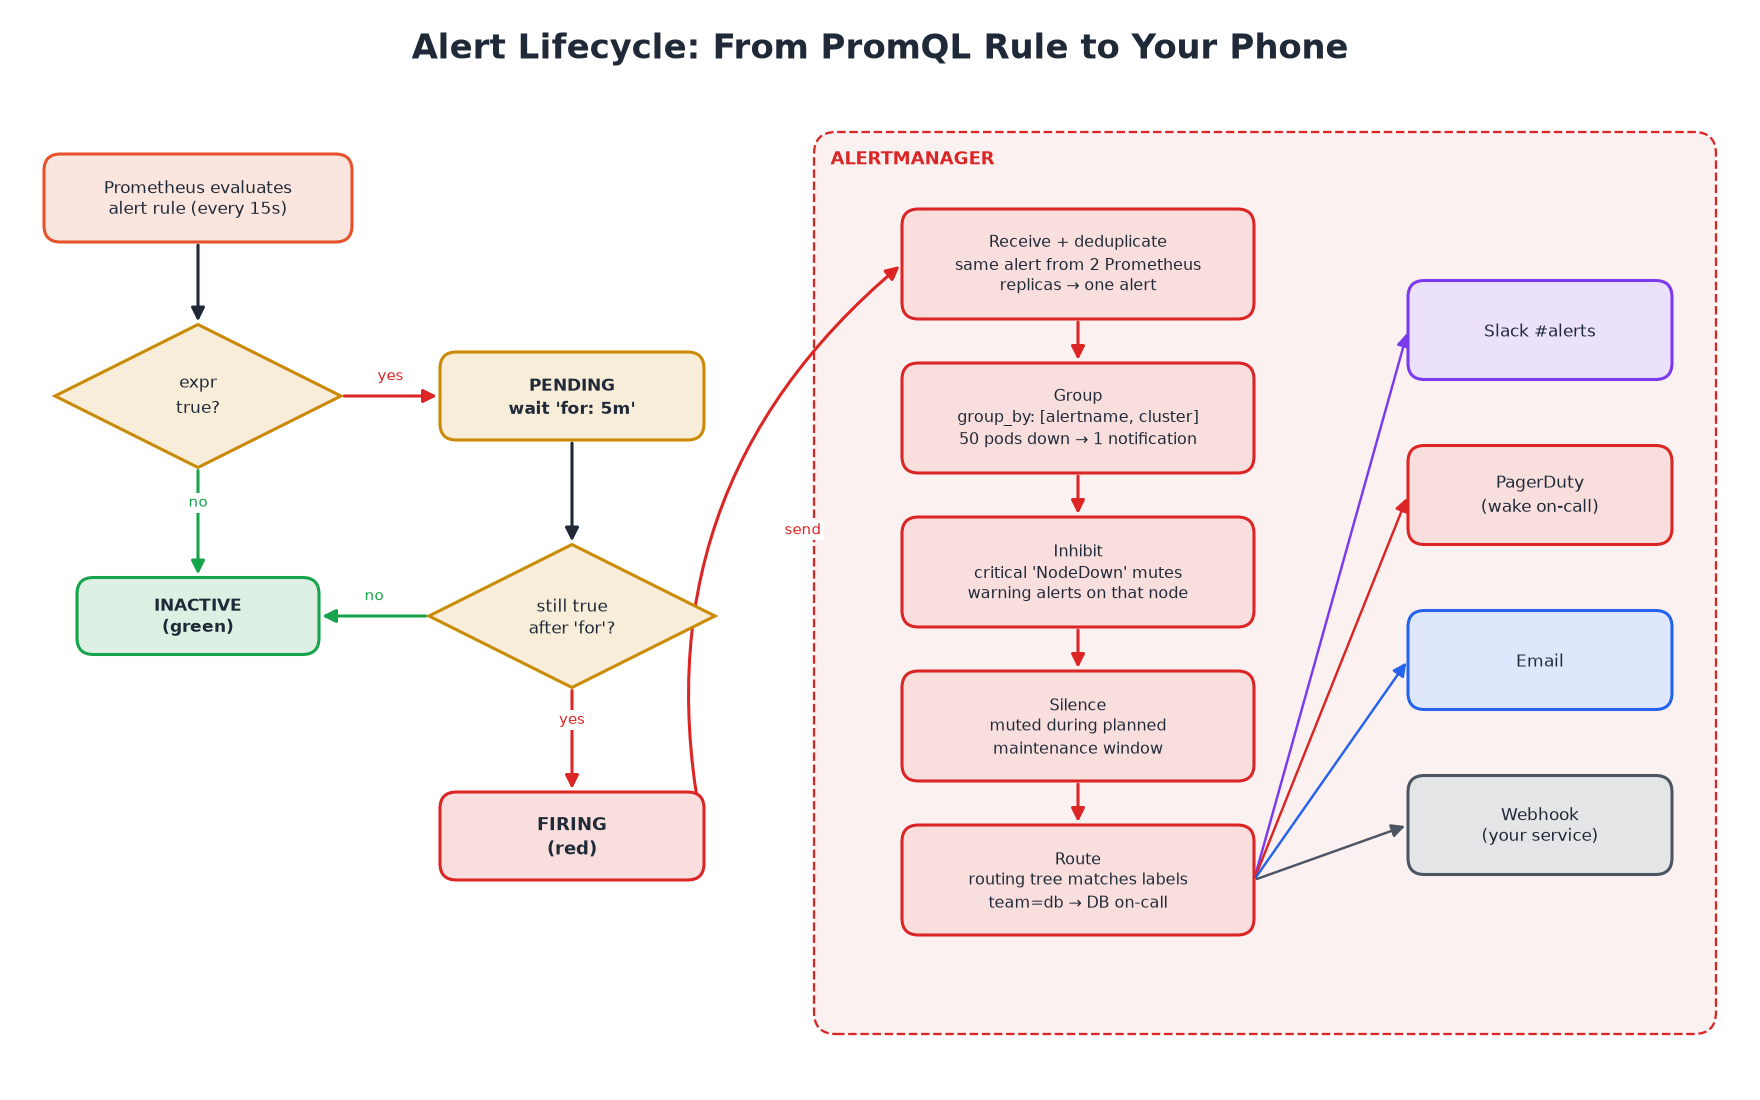 Alert Lifecycle: From PromQL Rule to Your Phone
Prometheus evaluates
alert rule (every 15s)
expr
true?
yes
no
PENDING
wait 'for: 5m'
INACTIVE
(green)
no
still true
after 'for'?
yes
FIRING
(red)
send
ALERTMANAGER
Receive + deduplicate
same alert from 2 Prometheus
replicas → one alert
Group
group_by: [alertname, cluster]
50 pods down → 1 notification
Inhibit
critical 'NodeDown' mutes
warning alerts on that node
Silence
muted during planned
maintenance window
Route
routing tree matches labels
team=db → DB on-call
Slack #alerts
PagerDuty
(wake on-call)
Email
Webhook
(your service)